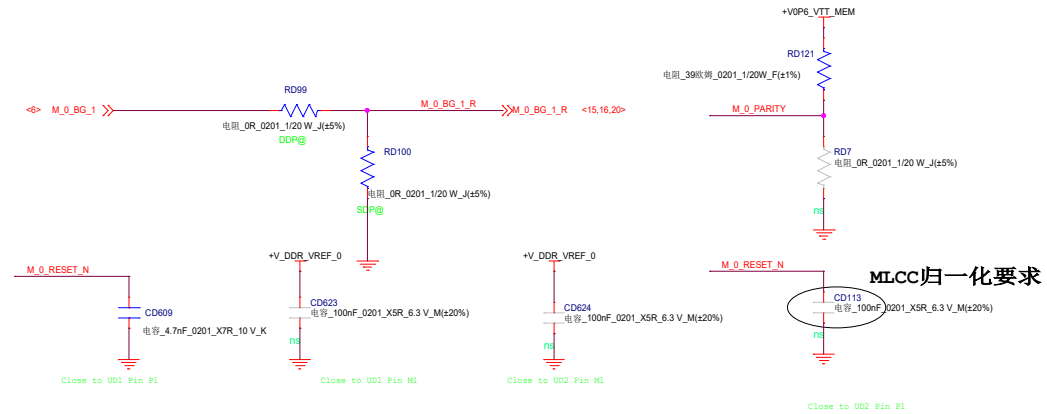 +V0P6_VTT_MEM
RD121
电阻_39欧姆_0201_1/20W_F(±1%)
RD99
<6> M_0_BG_1
M_0_BG_1_R
M_0_BG_1_R <15,16,20>
M_0_PARITY
电阻_0R_0201_1/20 W_J(±5%)
DDP@
RD100
电阻_0R_0201_1/20 W_J(±5%)
SDP@
RD7
电阻_0R_0201_1/20 W_J(±5%)
ns
+V_DDR_VREF_0
+V_DDR_VREF_0
M_0_RESET_N
M_0_RESET_N
MLCC归一化要求
CD609
电容_4.7nF_0201_X7R_10 V_K
CD623
电容_100nF_0201_X5R_6.3 V_M(±20%)
ns
CD624
电容_100nF_0201_X5R_6.3 V_M(±20%)
ns
CD113
电容_100nF_0201_X5R_6.3 V_M(±20%)
ns
Close to UD1 Pin P1
Close to UD1 Pin M1
Close to UD2 Pin M1
Close to UD2 Pin P1